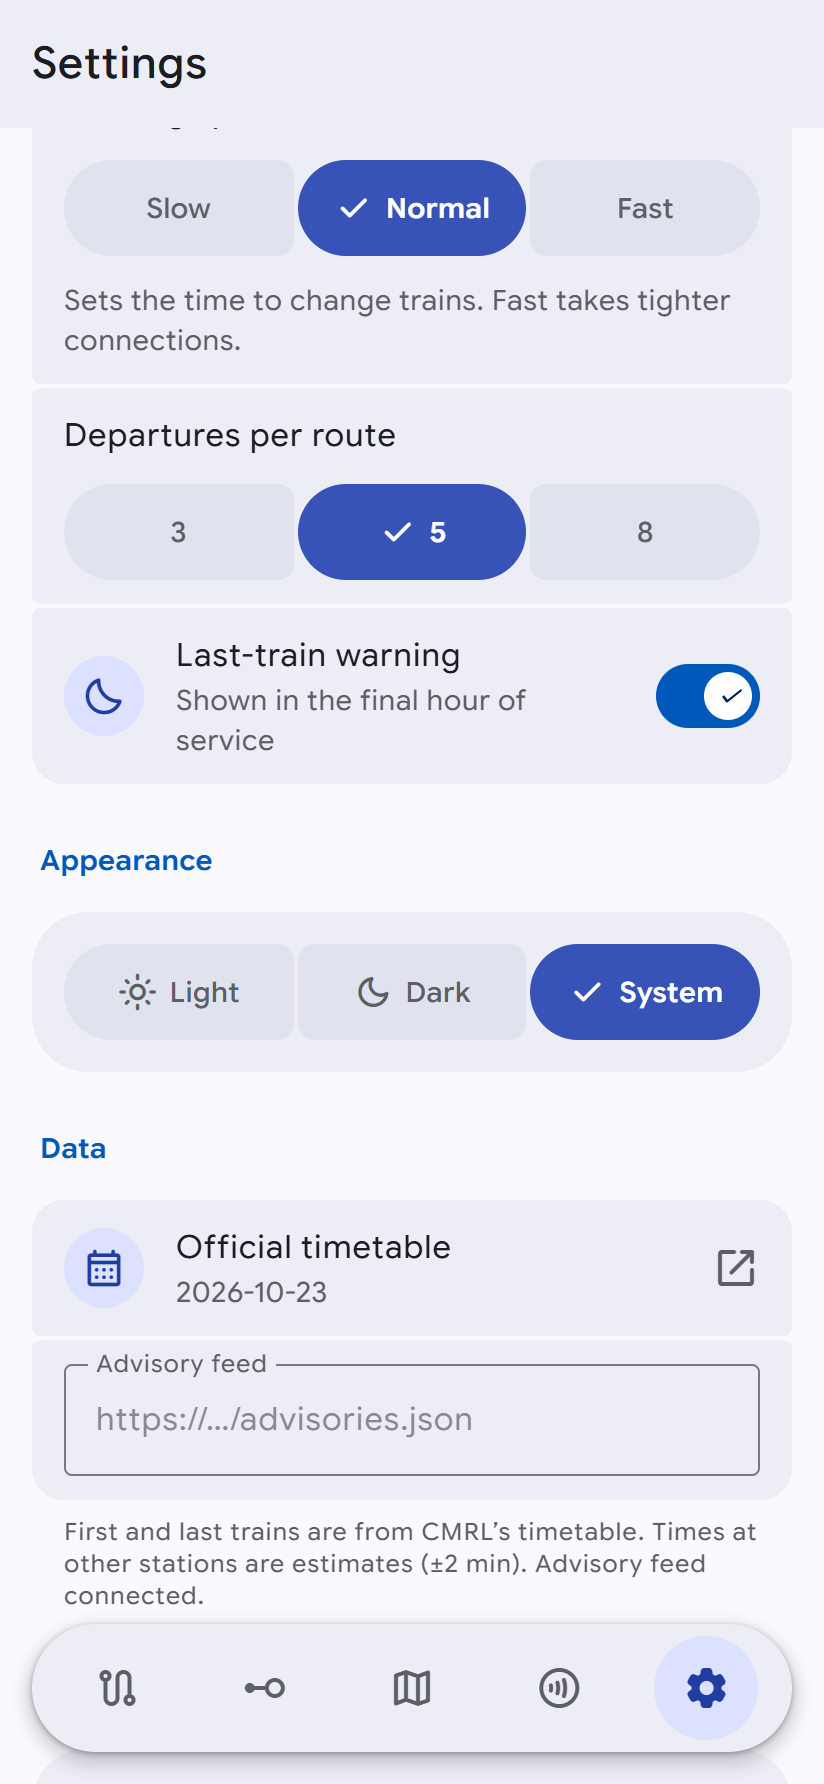 Settings
Slow
Normal
Fast
Sets the time to change trains. Fast takes tighter
connections.
Departures per route
3
5
8
Last-train warning
Shown in the final hour of
service
Appearance
Light
Dark
System
Data
Official timetable
2026-10-23
Advisory feed
https://.../advisories.json
First and last trains are from CMRL’s timetable. Times at
other stations are estimates (±2 min). Advisory feed
connected.